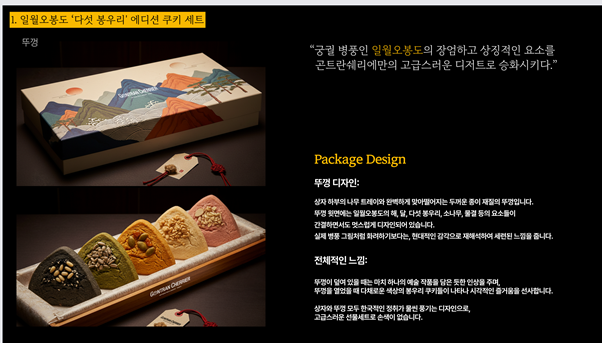 1. 일월오봉도 '다섯 봉우리' 에디션 쿠키 세트
뚜껑
"궁궐 병풍인 일월오봉도의 장엄하고 상징적인 요소를
곤트란쉐리에만의 고급스러운 디저트로 승화시키다."
GONTRAN CHERRIER
Package Design
뚜껑 디자인:
상자 하부의 나무 트레이와 완벽하게 맞아떨어지는 두꺼운 종이 재질의 뚜껑입니다.
뚜껑 윗면에는 일월오봉도의 해, 달, 다섯 봉우리, 소나무, 물결 등의 요소들이
간결하면서도 멋스럽게 디자인되어 있습니다.
실제 병풍 그림처럼 화려하기보다는, 현대적인 감각으로 재해석하여 세련된 느낌을 줍니다.
전체적인 느낌:
뚜껑이 덮여 있을 때는 마치 하나의 예술 작품을 담은 듯한 인상을 주며,
뚜껑을 열었을 때 다채로운 색상의 봉우리 쿠키들이 나타나 시각적인 즐거움을 선사합니다.
상자와 뚜껑 모두 한국적인 정취가 물씬 풍기는 디자인으로,
고급스러운 선물세트로 손색이 없습니다.
GONTRAN CHERRIER